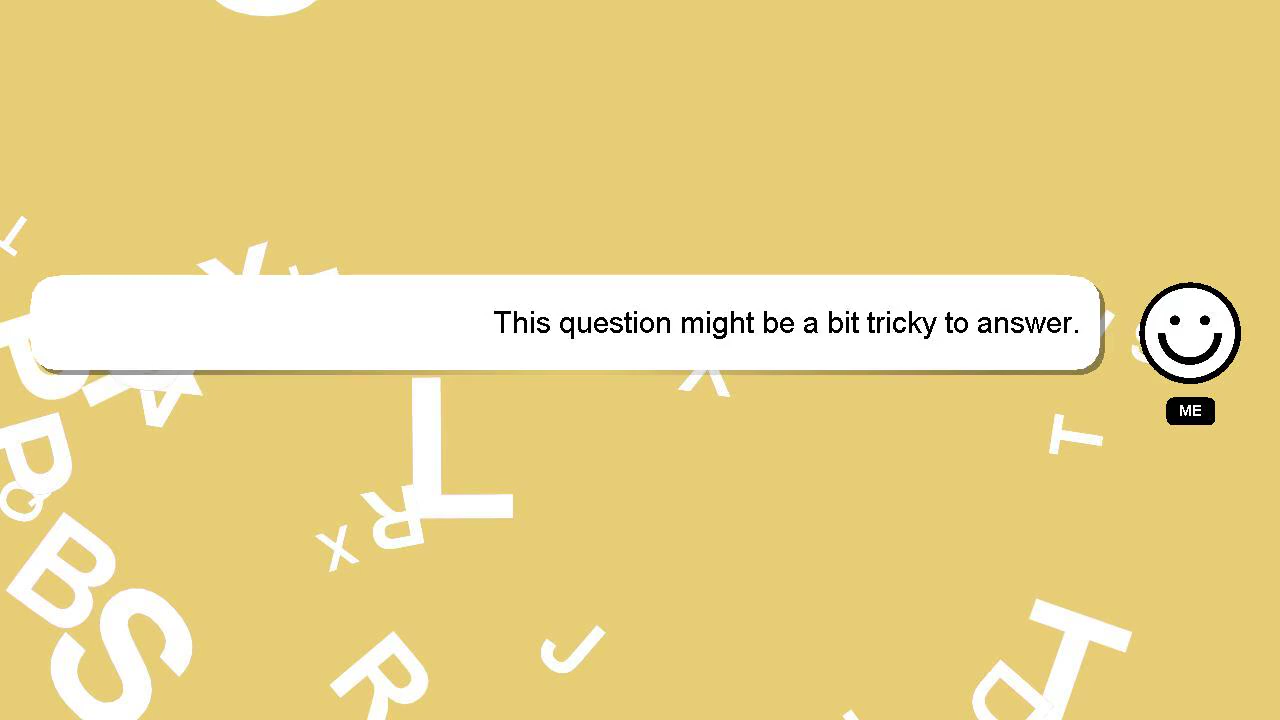 This question might be a bit tricky to answer.
ME
T
X
P
R
Q
B
S
L
R
X
R
J
X
T
T
D